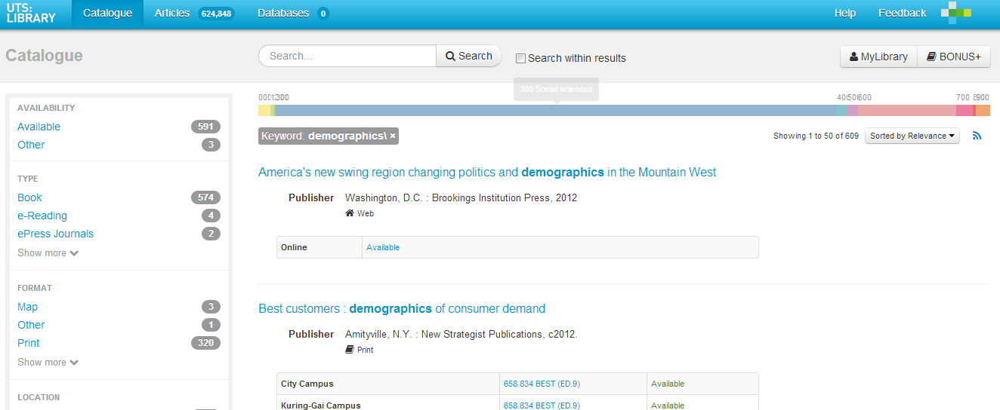 UTS:
LIBRARY
Catalogue
Articles 624,848
Databases 0
Help
Feedback
Catalogue
Search...
Search
Search within results
MyLibrary
BONUS+
300 Social sciences
AVAILABILITY
Available 591
Other 3
TYPE
Book 574
e-Reading 4
ePress Journals 2
Show more
FORMAT
Map 3
Other 1
Print 320
Show more
LOCATION
000 300 600
700 900
Keyword: demographics\ ×
Showing 1 to 50 of 609
Sorted by Relevance
America's new swing region changing politics and demographics in the Mountain West
Publisher Washington, D.C. : Brookings Institution Press, 2012
Web
Online Available
Best customers : demographics of consumer demand
Publisher Amityville, N.Y. : New Strategist Publications, c2012.
Print
City Campus 658.834 BEST (ED.9) Available
Kuring-Gai Campus 658.834 BEST (ED.9) Available